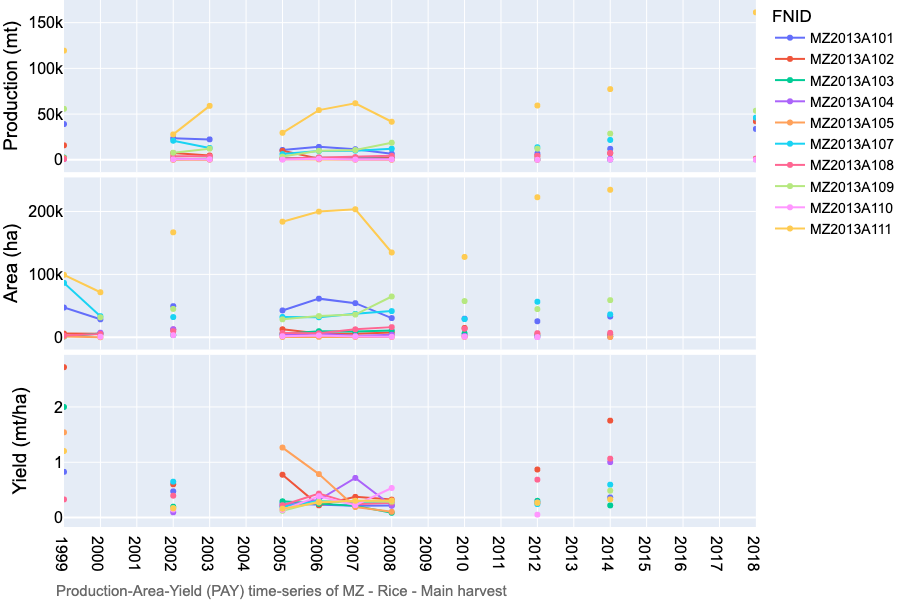 Production (mt)
150k
100k
50k
0
Area (ha)
200k
100k
0
Yield (mt/ha)
2
1
0
1999 2000 2001 2002 2003 2004 2005 2006 2007 2008 2009 2010 2011 2012 2013 2014 2015 2016 2017 2018
FNID
MZ2013A101
MZ2013A102
MZ2013A103
MZ2013A104
MZ2013A105
MZ2013A107
MZ2013A108
MZ2013A109
MZ2013A110
MZ2013A111
Production-Area-Yield (PAY) time-series of MZ - Rice - Main harvest